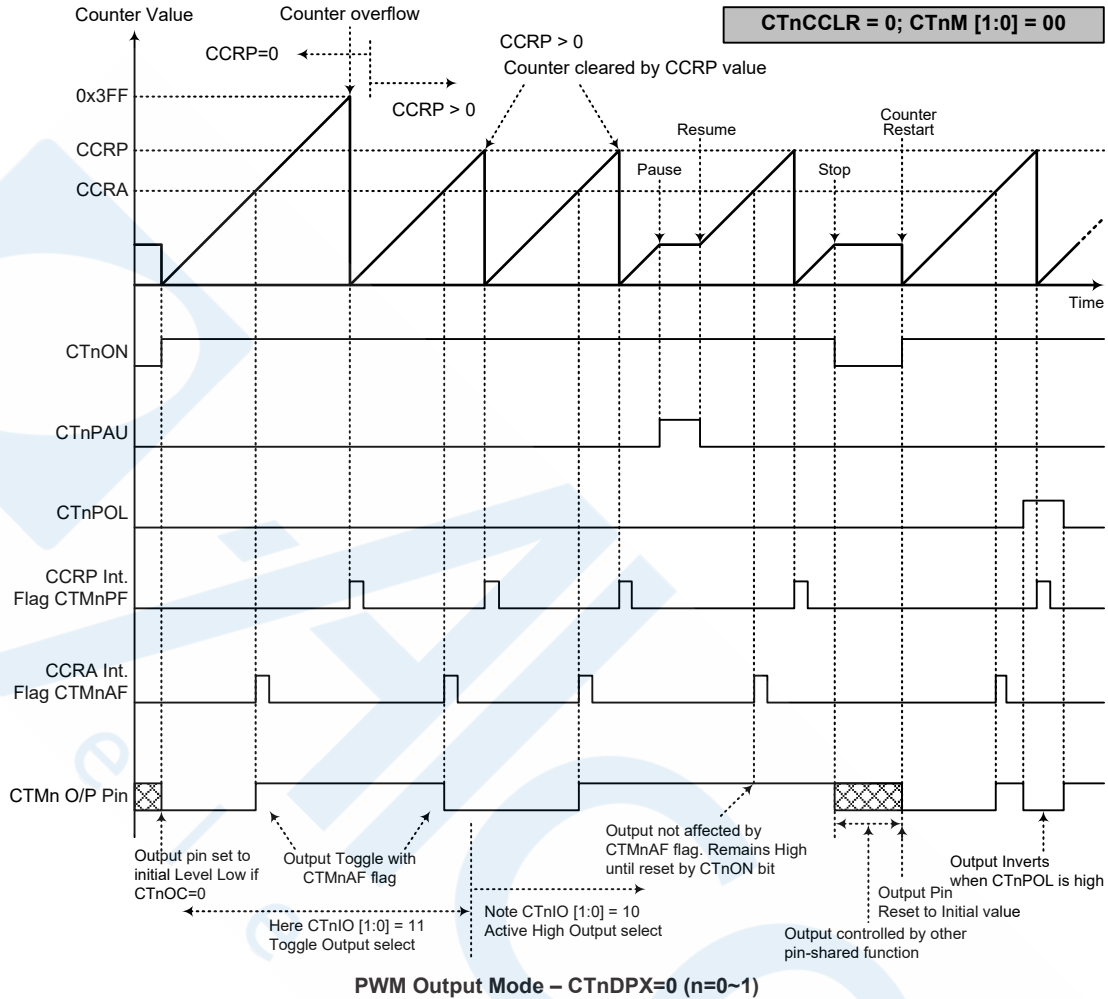 Counter Value
Counter overflow
CTnCCLR = 0; CTnM [1:0] = 00
CCRP=0
CCRP > 0
CCRP > 0
Counter cleared by CCRP value
0x3FF
CCRP
CCRA
Pause
Resume
Stop
Counter
Restart
Time
CTnON
CTnPAU
CTnPOL
CCRP Int.
Flag CTMnPF
CCRA Int.
Flag CTMnAF
CTMn O/P Pin
Output pin set to
initial Level Low if
CTnOC=0
Output Toggle with
CTMnAF flag
Here CTnIO [1:0] = 11
Toggle Output select
Note CTnIO [1:0] = 10
Active High Output select
Output not affected by
CTMnAF flag. Remains High
until reset by CTnON bit
Output Pin
Reset to Initial value
Output controlled by other
pin-shared function
Output Inverts
when CTnPOL is high
PWM Output Mode – CTnDPX=0 (n=0~1)